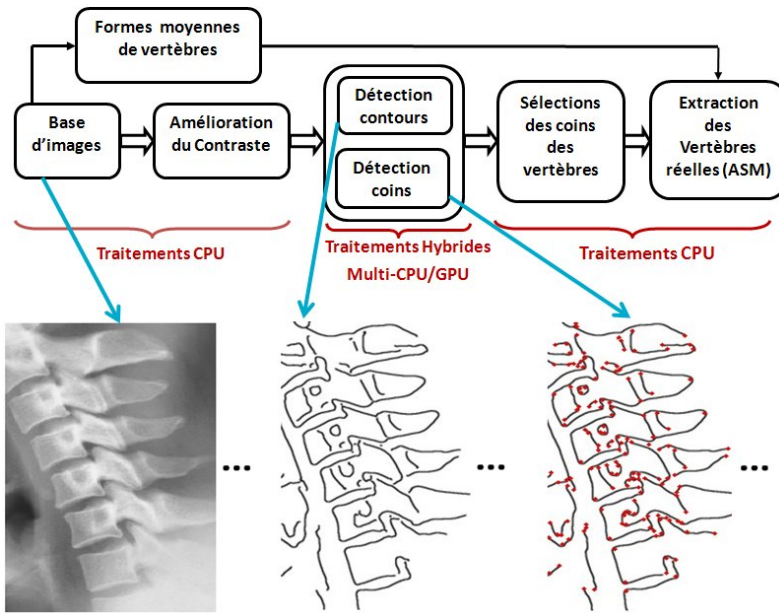 Formes moyennes
de vertèbres
Base
d'images
Amélioration
du Contraste
Détection
contours
Détection
coins
Sélections
des coins
des
vertèbres
Extraction
des
Vertèbres
réelles (ASM)
Traitements CPU
Traitements Hybrides
Multi-CPU/GPU
Traitements CPU
...
...
...